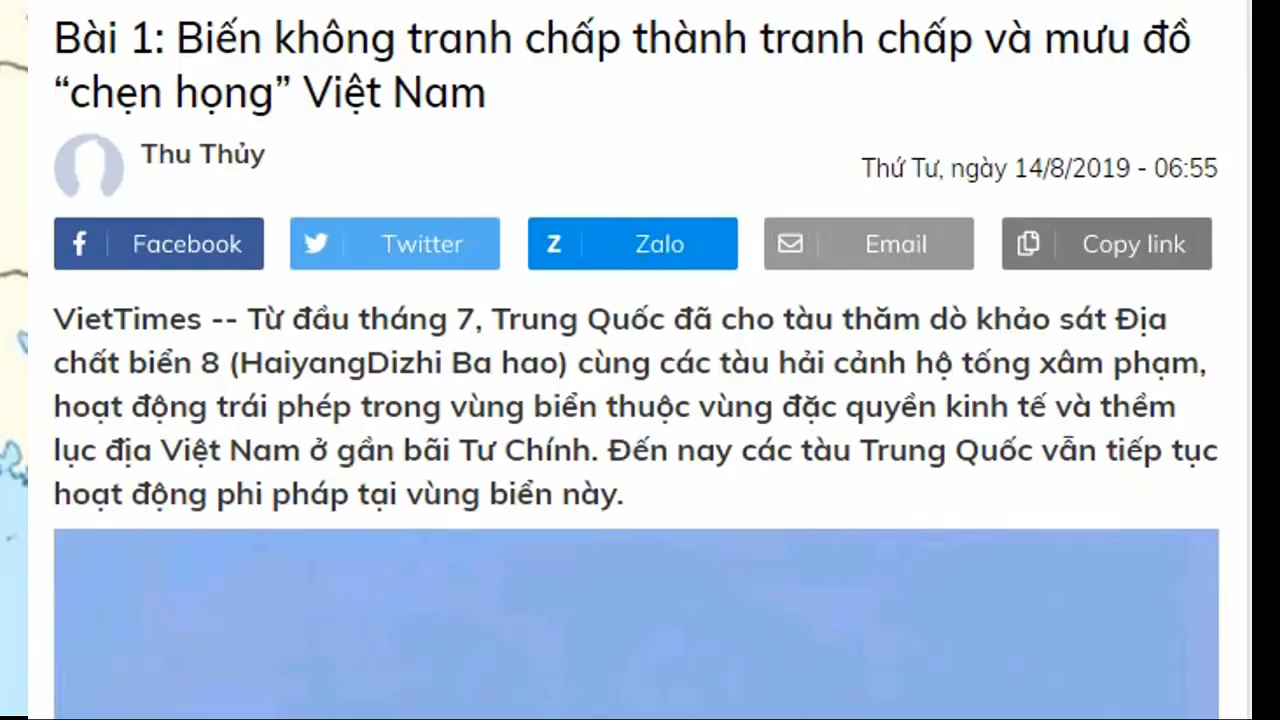 Bài 1: Biến không tranh chấp thành tranh chấp và mưu đồ
“chẹn họng” Việt Nam
Thu Thủy
Thứ Tư, ngày 14/8/2019 - 06:55
Facebook Twitter Zalo Email Copy link
VietTimes -- Từ đầu tháng 7, Trung Quốc đã cho tàu thăm dò khảo sát Địa
chất biển 8 (HaiyangDizhi Ba hao) cùng các tàu hải cảnh hộ tống xâm phạm,
hoạt động trái phép trong vùng biển thuộc vùng đặc quyền kinh tế và thềm
lục địa Việt Nam ở gần bãi Tư Chính. Đến nay các tàu Trung Quốc vẫn tiếp tục
hoạt động phi pháp tại vùng biển này.